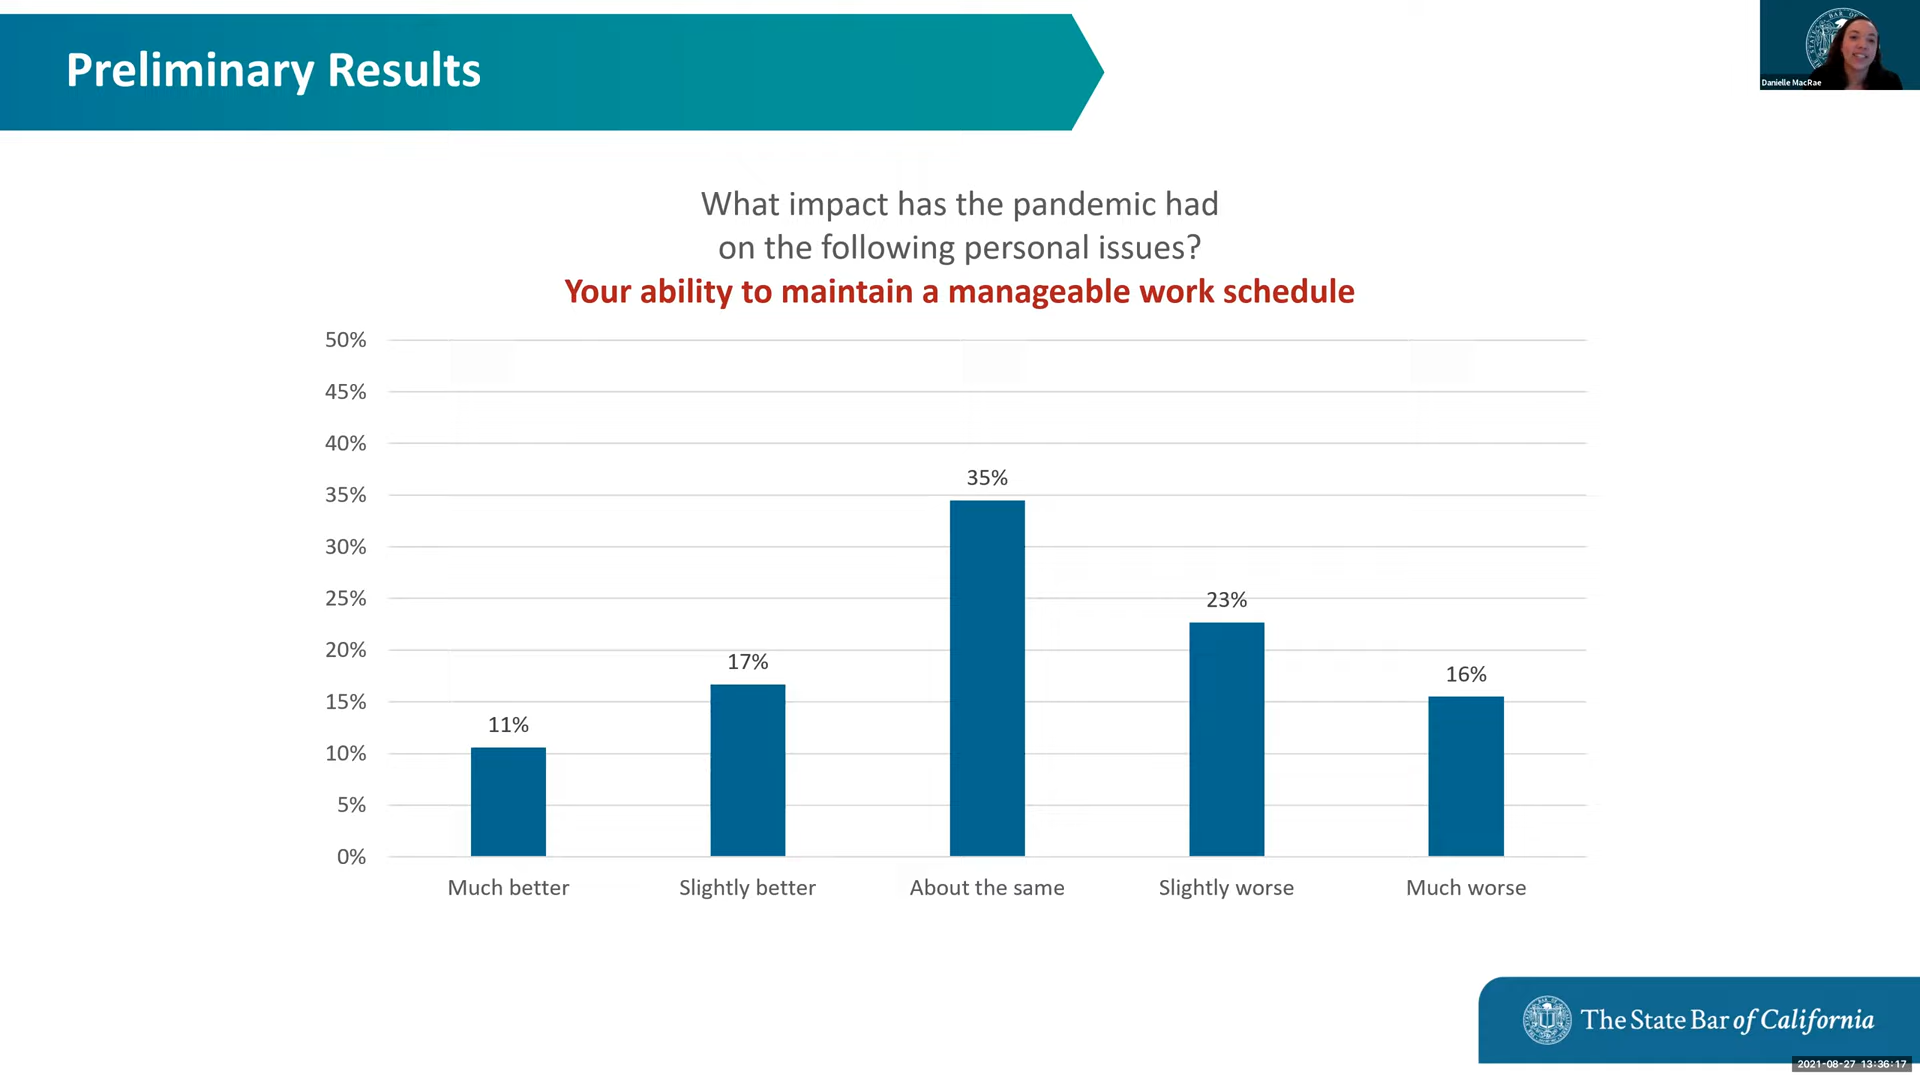 Preliminary Results
Danielle MacRae
What impact has the pandemic had
on the following personal issues?
Your ability to maintain a manageable work schedule
50%
45%
40%
35%
30%
25%
20%
15%
10%
5%
0%
11%
17%
35%
23%
16%
Much better
Slightly better
About the same
Slightly worse
Much worse
The State Bar of California
2021-08-27 13:36:17